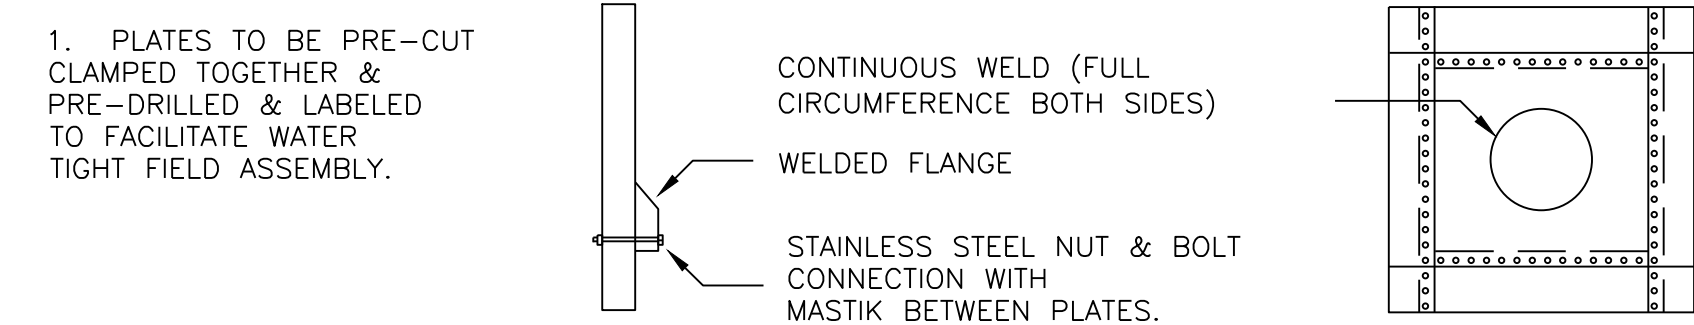 1. PLATES TO BE PRE-CUT
CLAMPED TOGETHER &
PRE-DRILLED & LABELED
TO FACILITATE WATER
TIGHT FIELD ASSEMBLY.
CONTINUOUS WELD (FULL
CIRCUMFERENCE BOTH SIDES)
WELDED FLANGE
STAINLESS STEEL NUT & BOLT
CONNECTION WITH
MASTIK BETWEEN PLATES.